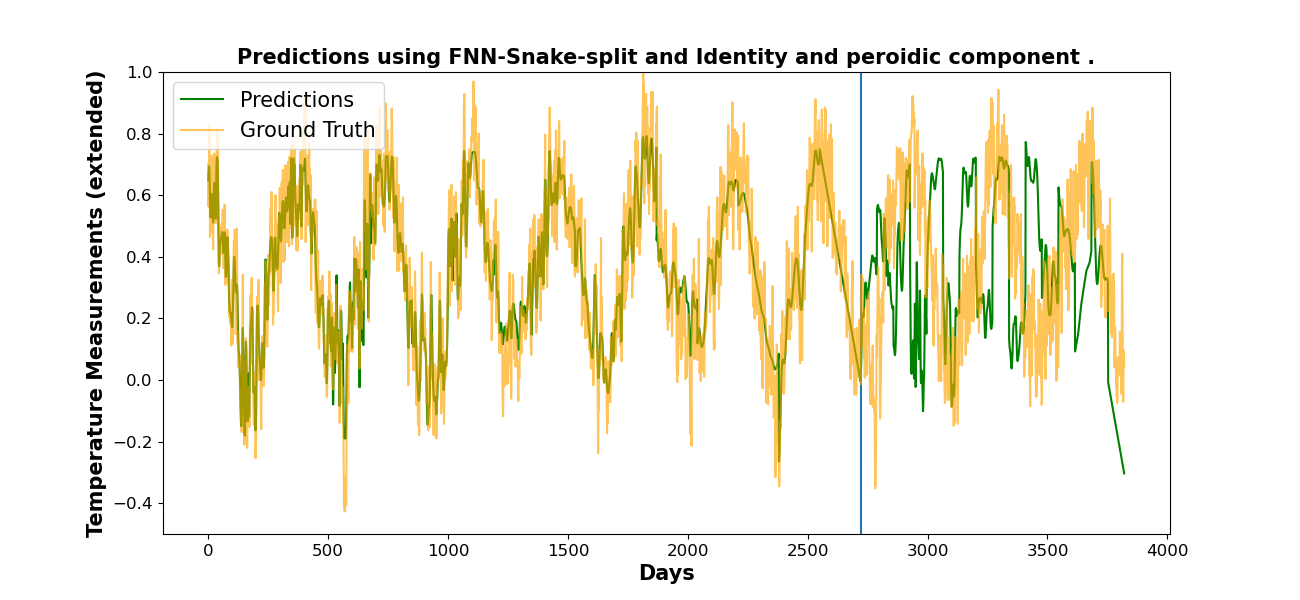 Predictions using FNN-Snake-split and Identity and peroidic component .
Temperature Measurements (extended)
1.0
0.8
0.6
0.4
0.2
0.0
−0.2
−0.4
Predictions
Ground Truth
0 500 1000 1500 2000 2500 3000 3500 4000
Days